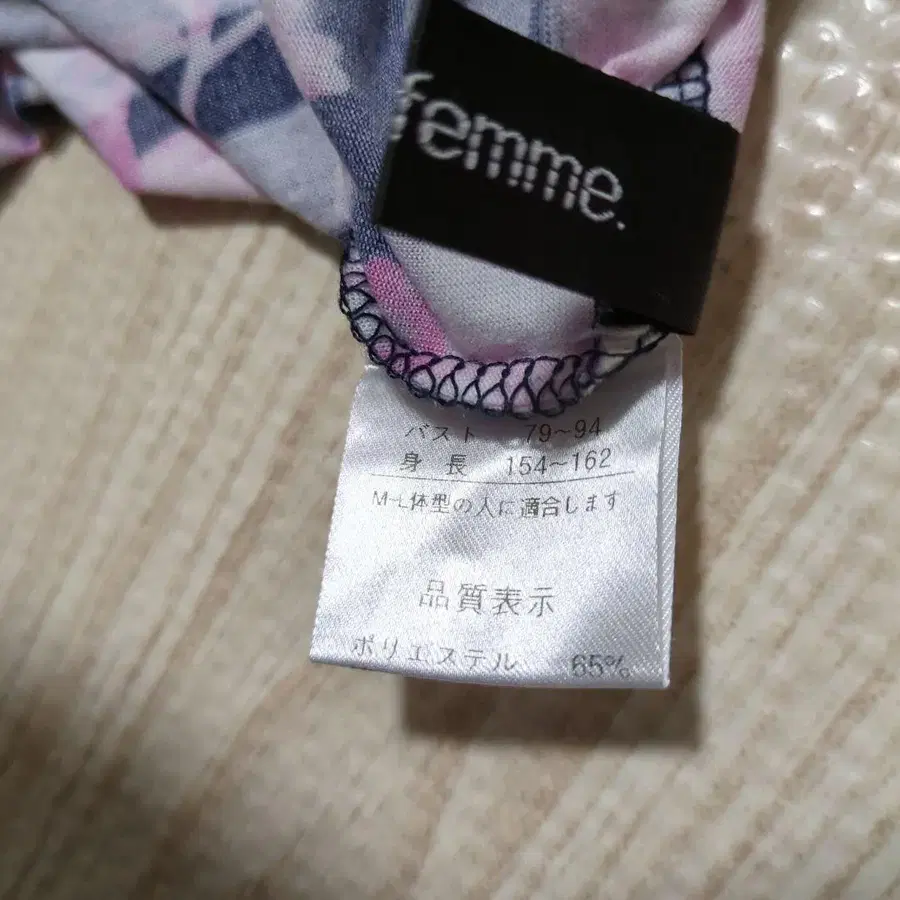 femme.
バスト 79~94
身長 154~162
M-L体型の人に適合します
品質表示
ポリエステル 65%